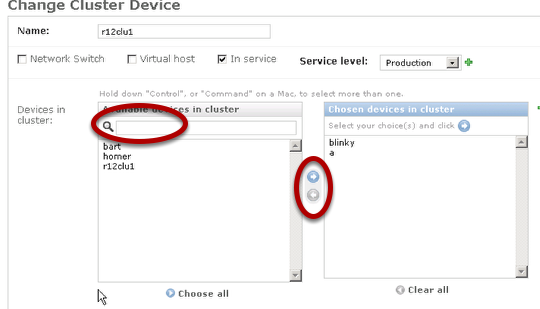 Change Cluster Device
Name: r12clu1
Network Switch Virtual host In service Service level: Production
Hold down "Control", or "Command" on a Mac, to select more than one.
Devices in cluster:
Available devices in cluster
bart
homer
r12clu1
Choose all
Chosen devices in cluster
Select your choice(s) and click
blinky
a
Clear all